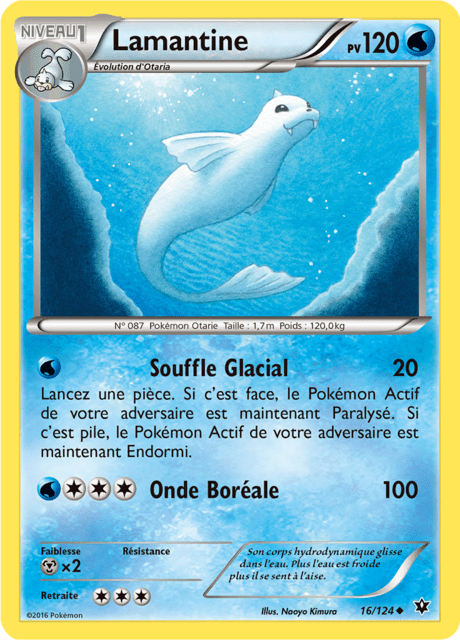 NIVEAU 1
Lamantine
PV 120
Évolution d'Otaria
N° 087 Pokémon Otarie Taille : 1,7m Poids : 120,0kg
Souffle Glacial 20
Lancez une pièce. Si c'est face, le Pokémon Actif
de votre adversaire est maintenant Paralysé. Si
c'est pile, le Pokémon Actif de votre adversaire est
maintenant Endormi.
Onde Boréale 100
Faiblesse Résistance
×2
Son corps hydrodynamique glisse
dans l'eau. Plus l'eau est froide
plus il se sent à l'aise.
Retraite
©2016 Pokémon
Illus. Naoyo Kimura
16/124